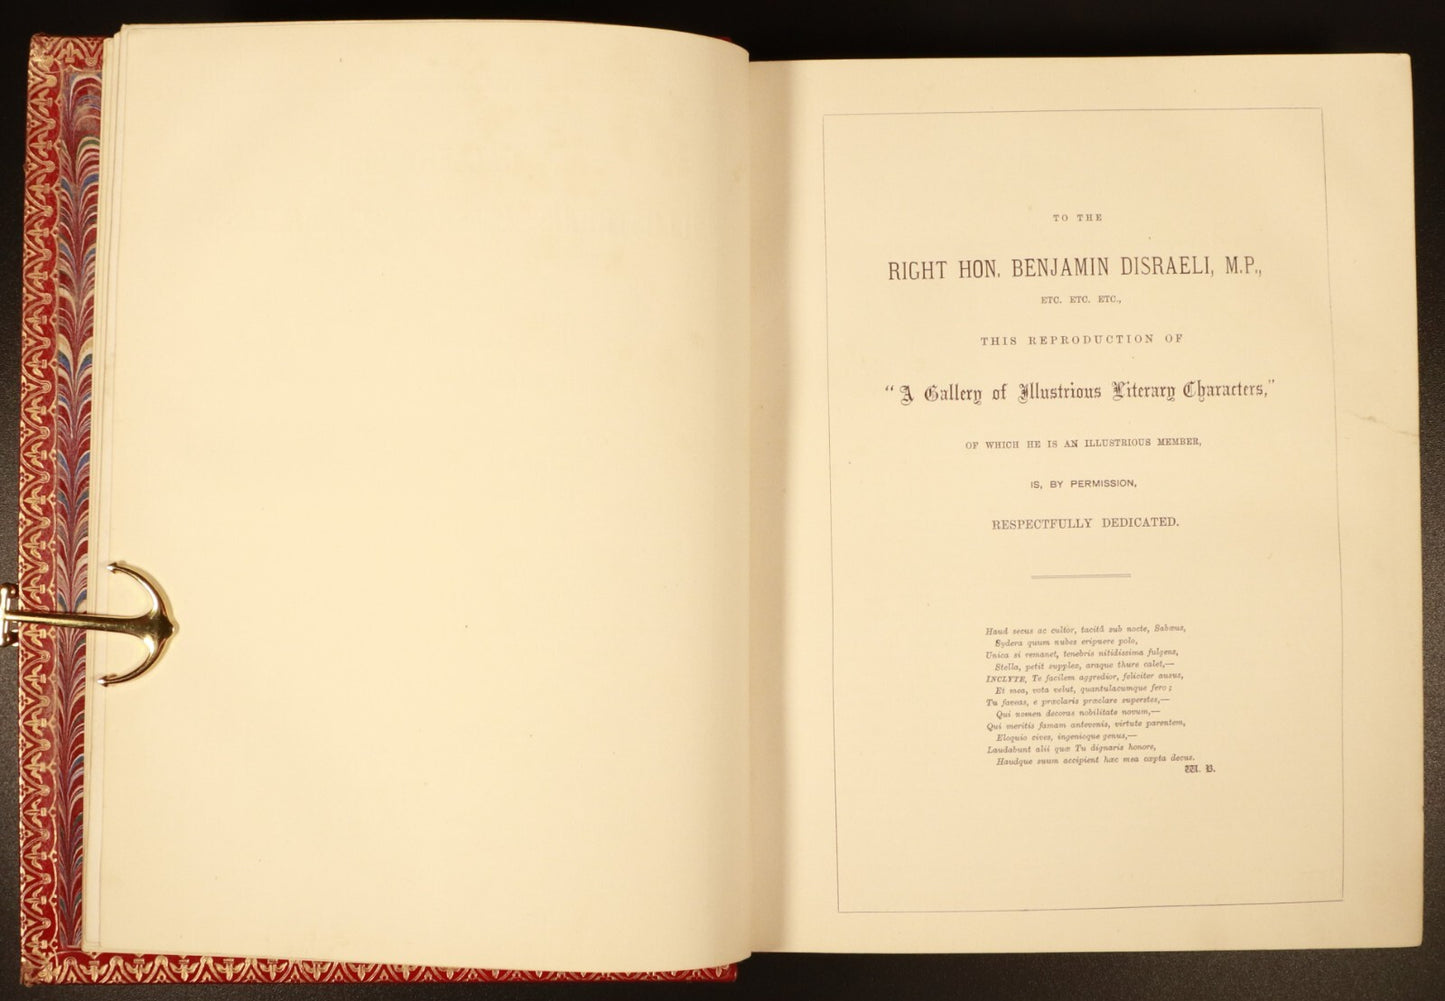 TO THE
RIGHT HON. BENJAMIN DISRAELI, M.P.,
ETC. ETC. ETC.,
THIS REPRODUCTION OF
“A Gallery of Illustrious Literary Characters,”
OF WHICH HE IS AN ILLUSTRIOUS MEMBER,
IS, BY PERMISSION,
RESPECTFULLY DEDICATED.
Haud secus ac cultor, tacitâ sub nocte, Sabæus,
Sydera quum nubes eripuere polo,
Unica si remanet, tenebris nitidissima fulgens,
Stella, petit supplex, araque thure calet,—
INCLYTE, Te facilem aggredior, feliciter ausus,
Et mea, vota velut, quantulacumque fero;
Tu faveas, e præclaris præclare superstes,—
Qui nomen decoras nobilitate novum,—
Qui meritis famam antevenis, virtute parentem,
Eloquio cives, ingenioque genus,—
Laudabunt alii quæ Tu dignaris honore,
Haudque suum accipient hæc mea cœpta decus.
W. B.